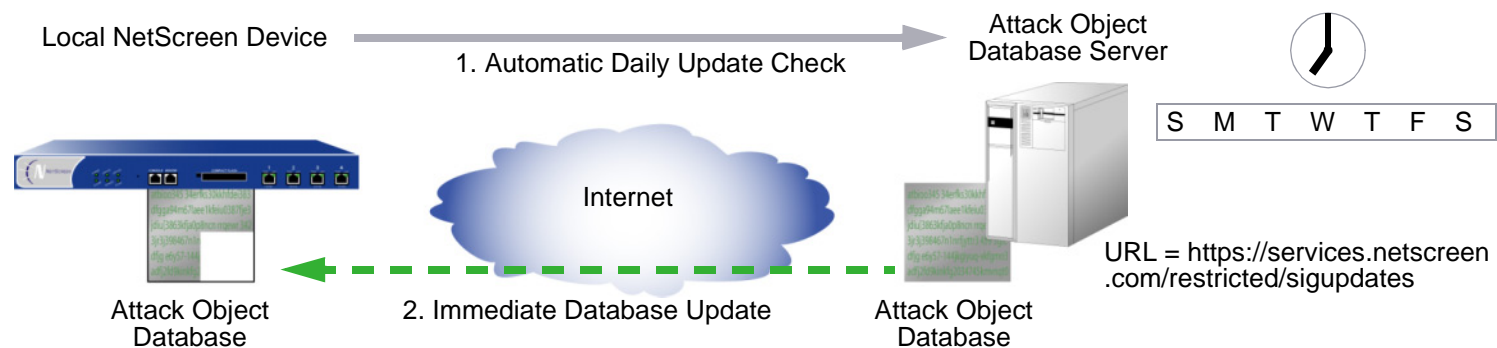 Local NetScreen Device
1. Automatic Daily Update Check
Attack Object
Database Server
S M T W T F S
NetScreen
Internet
URL = https://services.netscreen
.com/restricted/sigupdates
2. Immediate Database Update
Attack Object
Database
Attack Object
Database